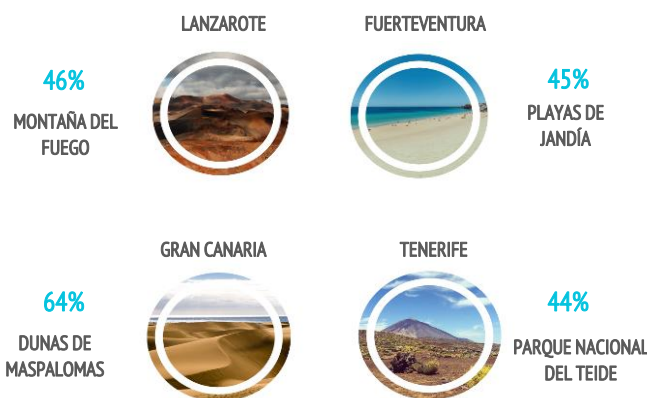 LANZAROTE
46%
MONTAÑA DEL
FUEGO
FUERTEVENTURA
45%
PLAYAS DE
JANDÍA
GRAN CANARIA
64%
DUNAS DE
MASPALOMAS
TENERIFE
44%
PARQUE NACIONAL
DEL TEIDE